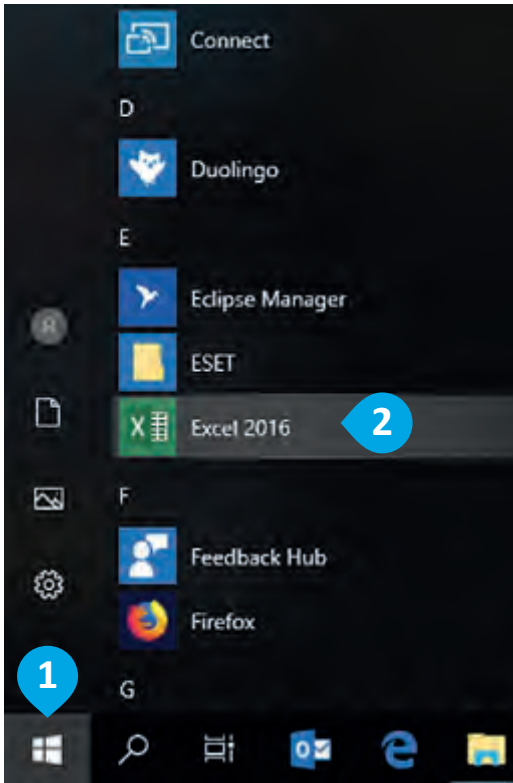 Connect
D
Duolingo
E
Eclipse Manager
ESET
Excel 2016
2
F
Feedback Hub
Firefox
1
G